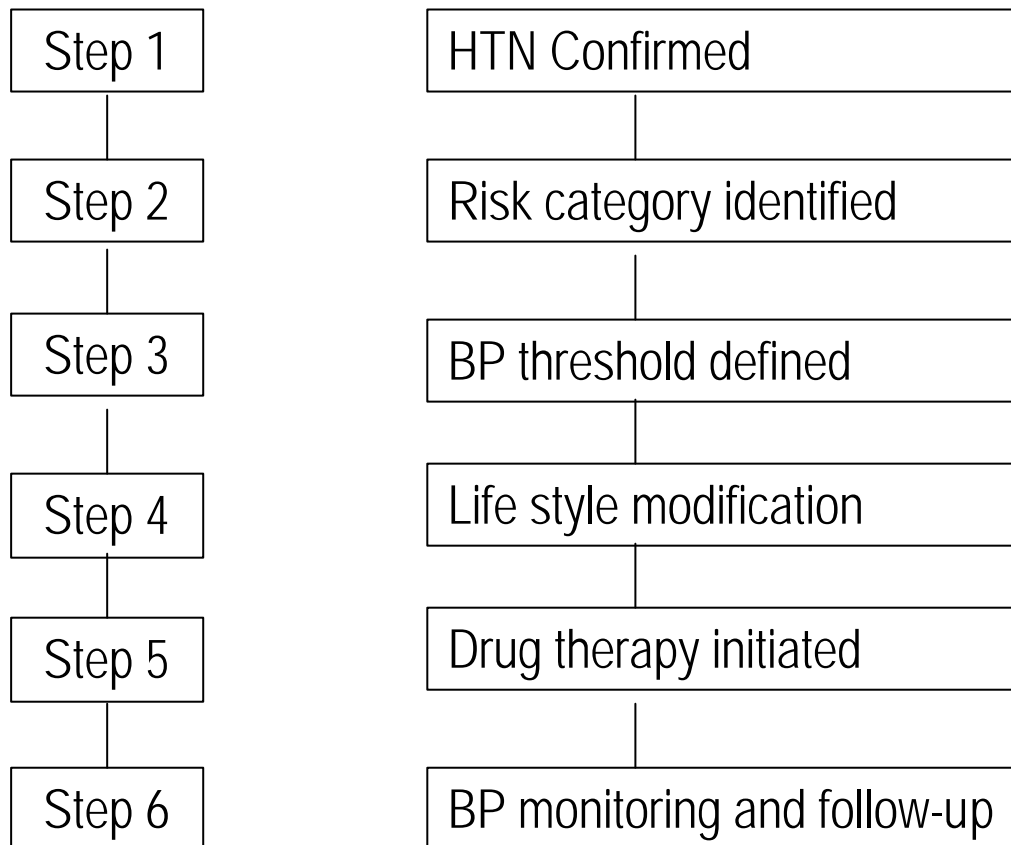 Step 1
HTN Confirmed
Step 2
Risk category identified
Step 3
BP threshold defined
Step 4
Life style modification
Step 5
Drug therapy initiated
Step 6
BP monitoring and follow-up